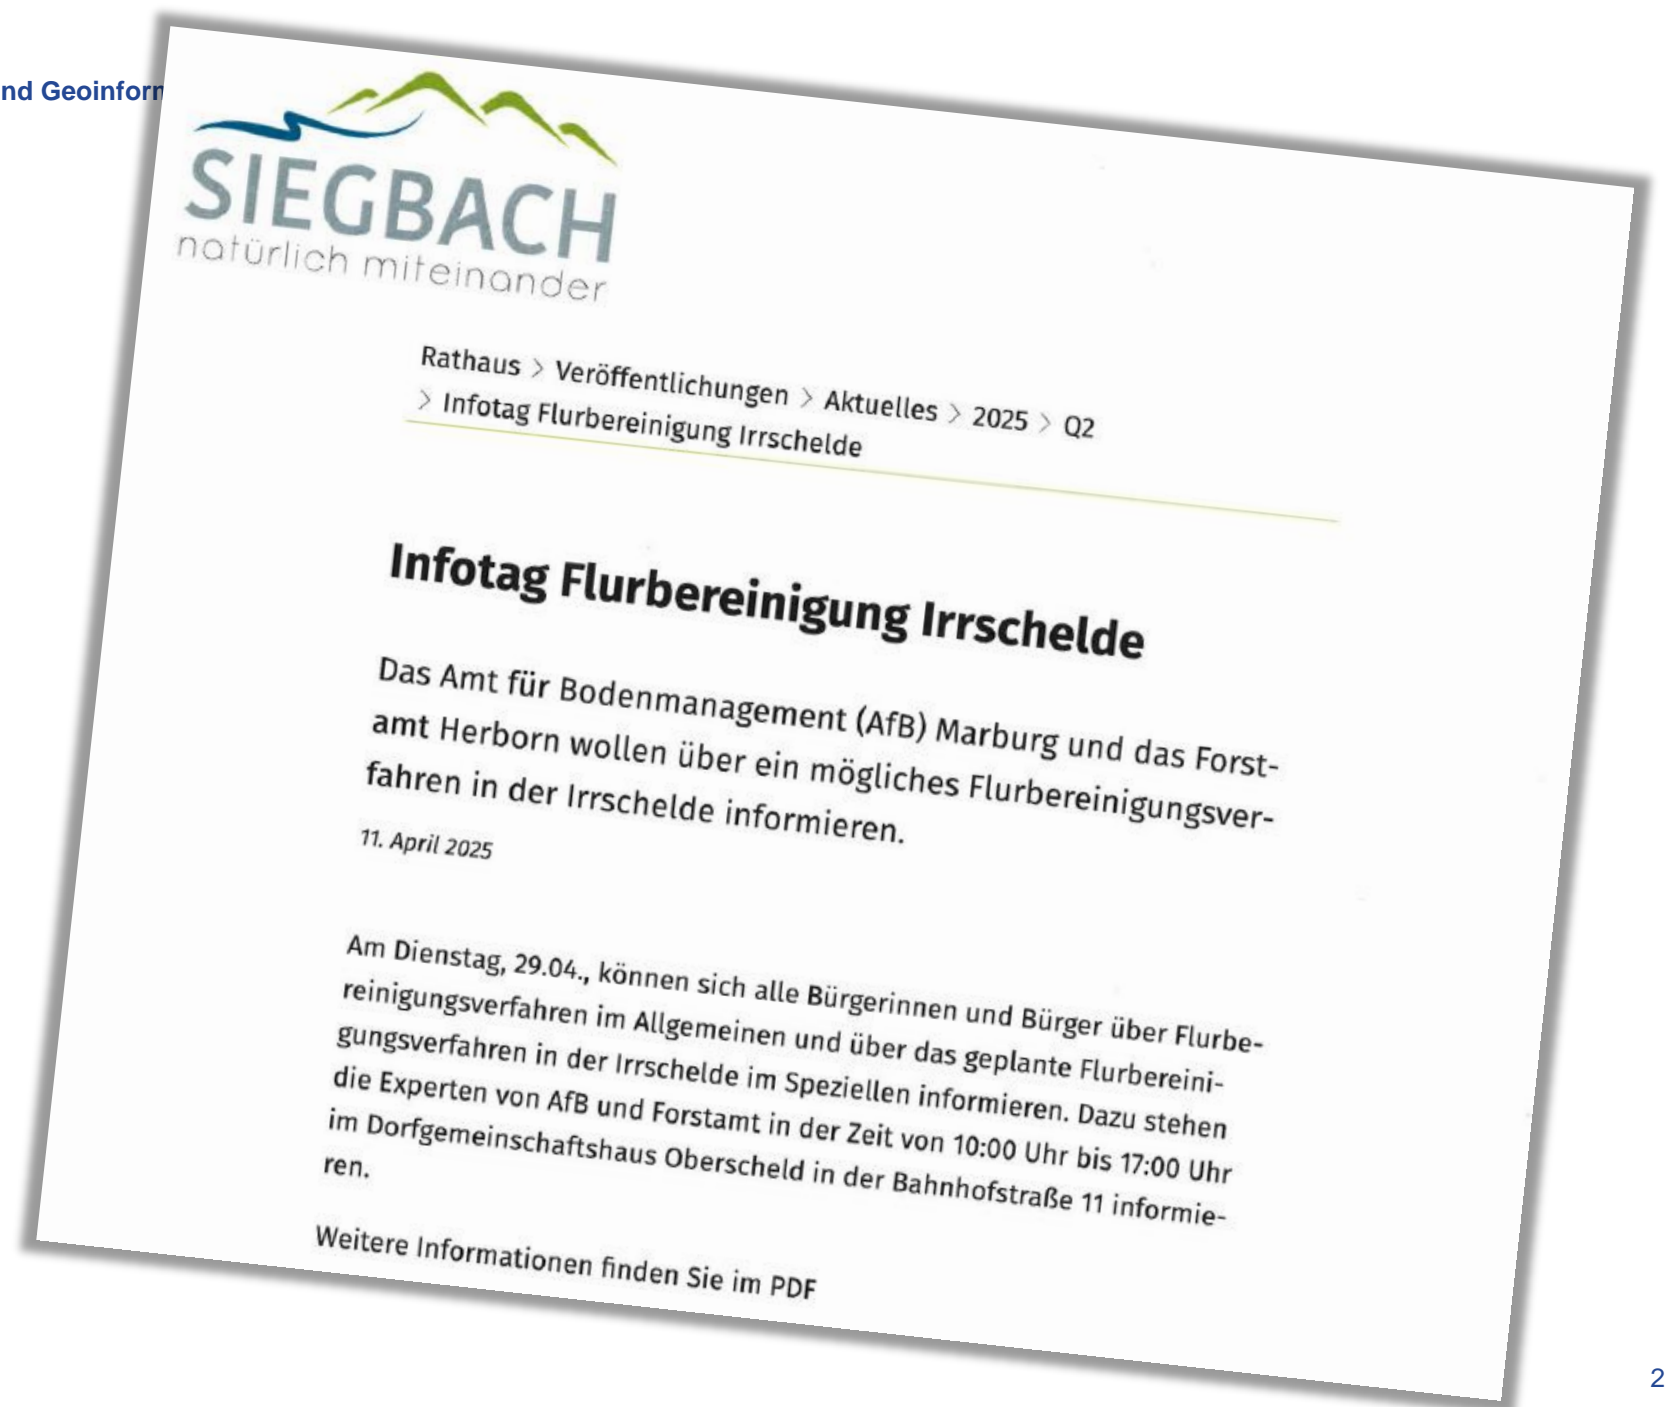 nd Geoinforn
SIEGBACH
natürlich miteinander
Rathaus > Veröffentlichungen > Aktuelles > 2025 > Q2
> Infotag Flurbereinigung Irrschelde
Infotag Flurbereinigung Irrschelde
Das Amt für Bodenmanagement (AfB) Marburg und das Forst-
amt Herborn wollen über ein mögliches Flurbereinigungsver-
fahren in der Irrschelde informieren.
11. April 2025
Am Dienstag, 29.04., können sich alle Bürgerinnen und Bürger über Flurbe-
reinigungsverfahren im Allgemeinen und über das geplante Flurbereini-
gungsverfahren in der Irrschelde im Speziellen informieren. Dazu stehen
die Experten von AfB und Forstamt in der Zeit von 10:00 Uhr bis 17:00 Uhr
im Dorfgemeinschaftshaus Oberscheld in der Bahnhofstraße 11 informie-
ren.
Weitere Informationen finden Sie im PDF
2